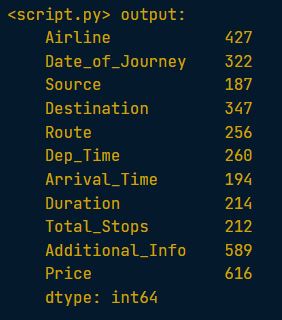 <script.py> output:
Airline 427
Date_of_Journey 322
Source 187
Destination 347
Route 256
Dep_Time 260
Arrival_Time 194
Duration 214
Total_Stops 212
Additional_Info 589
Price 616
dtype: int64